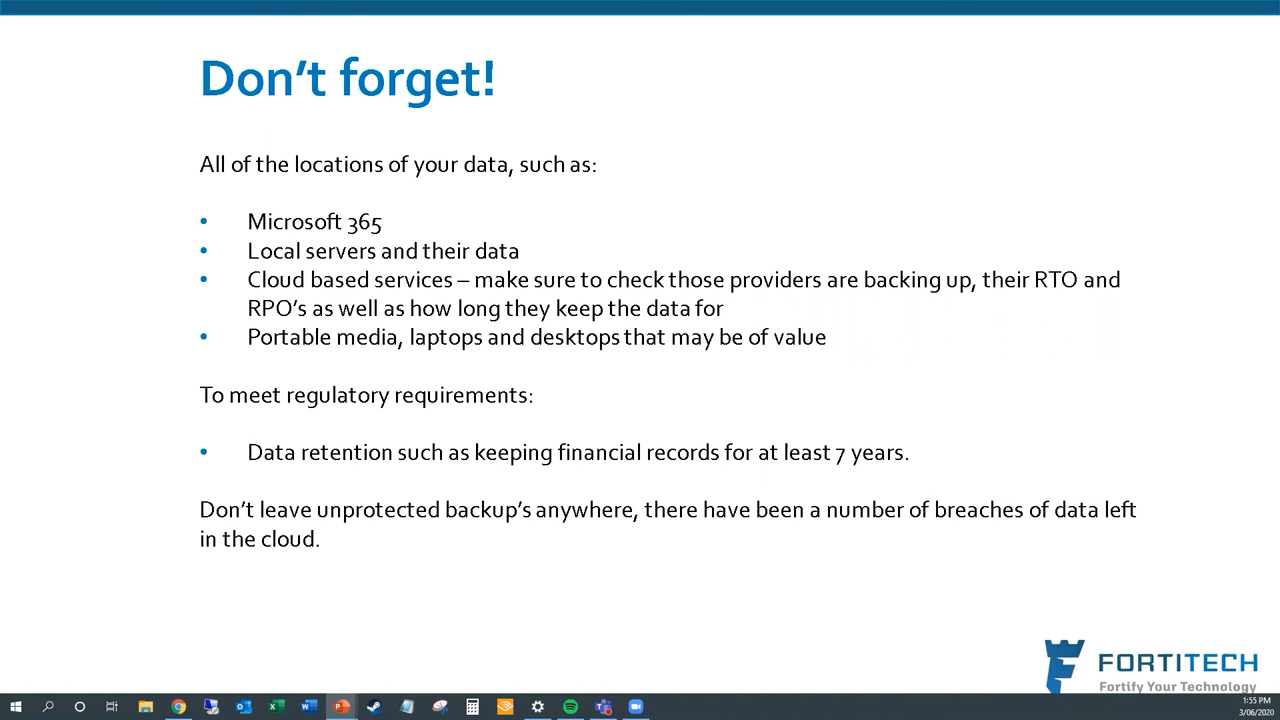 Don't forget!
All of the locations of your data, such as:
• Microsoft 365
• Local servers and their data
• Cloud based services – make sure to check those providers are backing up, their RTO and
RPO's as well as how long they keep the data for
• Portable media, laptops and desktops that may be of value
To meet regulatory requirements:
• Data retention such as keeping financial records for at least 7 years.
Don't leave unprotected backup's anywhere, there have been a number of breaches of data left
in the cloud.
FORTITECH
Fortify Your Technology
1:55 PM
3/06/2020